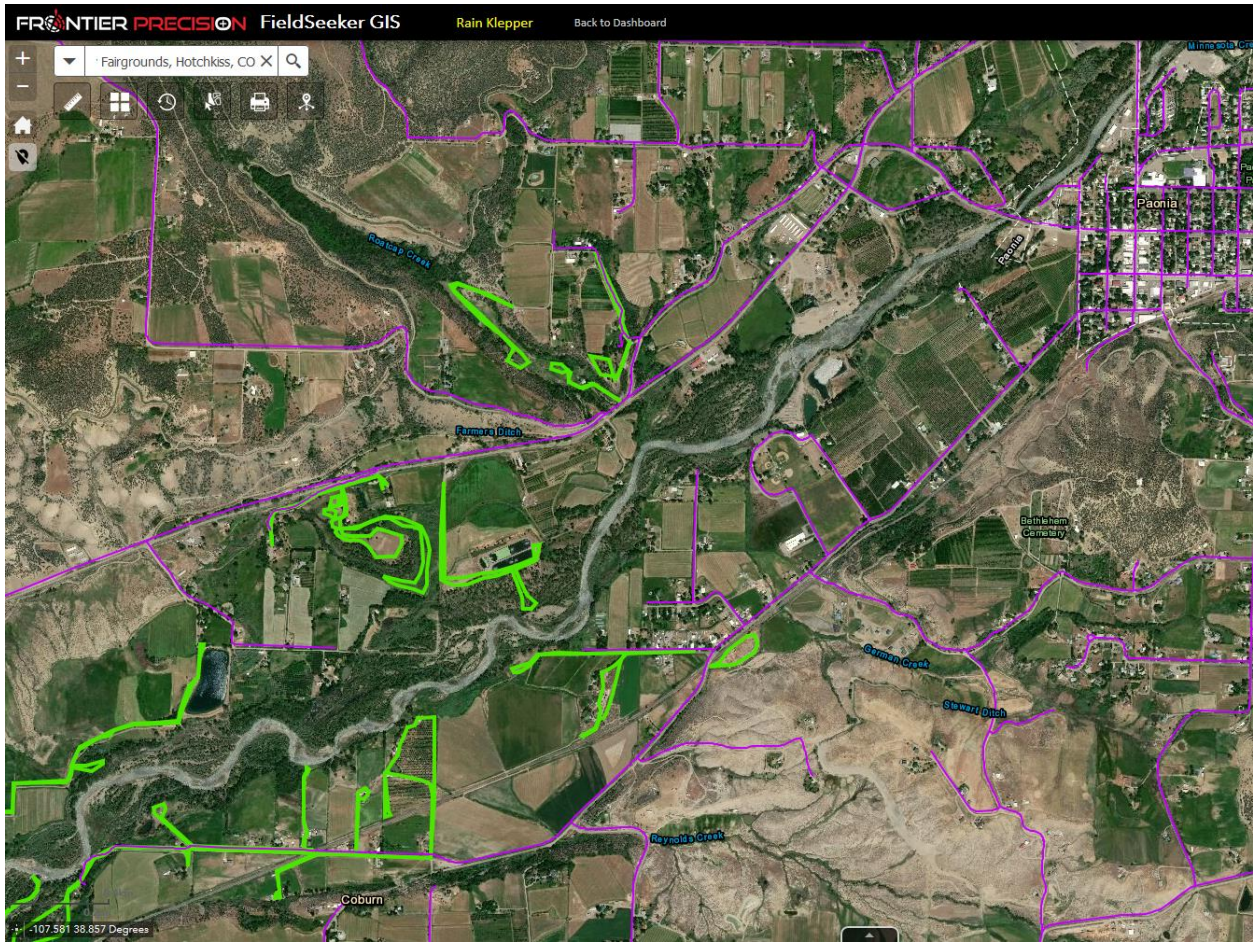 FRONTIER PRECISION FieldSeeker GIS Rain Klepper Back to Dashboard
Minnesota Cre
+
Fairgrounds, Hotchkiss, CO
−
Paonia
Paonia
Roatcap Creek
Farmers Ditch
Bethlehem
Cemetery
German Creek
Stewart Ditch
Reynolds Creek
Coburn
-107.581 38.857 Degrees